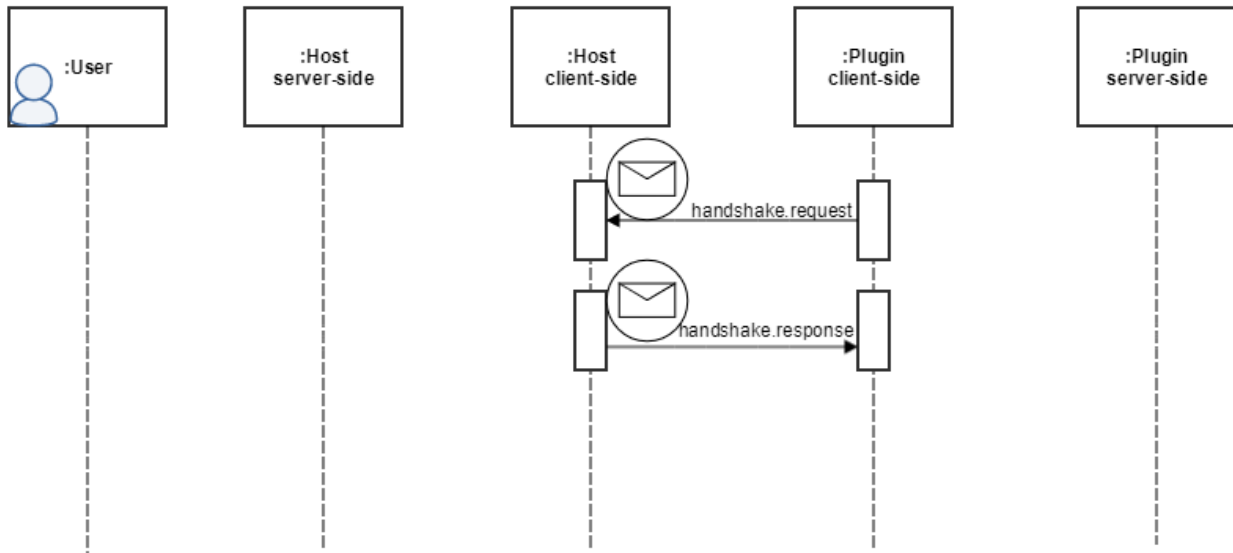 :User
:Host
server-side
:Host
client-side
:Plugin
client-side
:Plugin
server-side
handshake.request
handshake.response